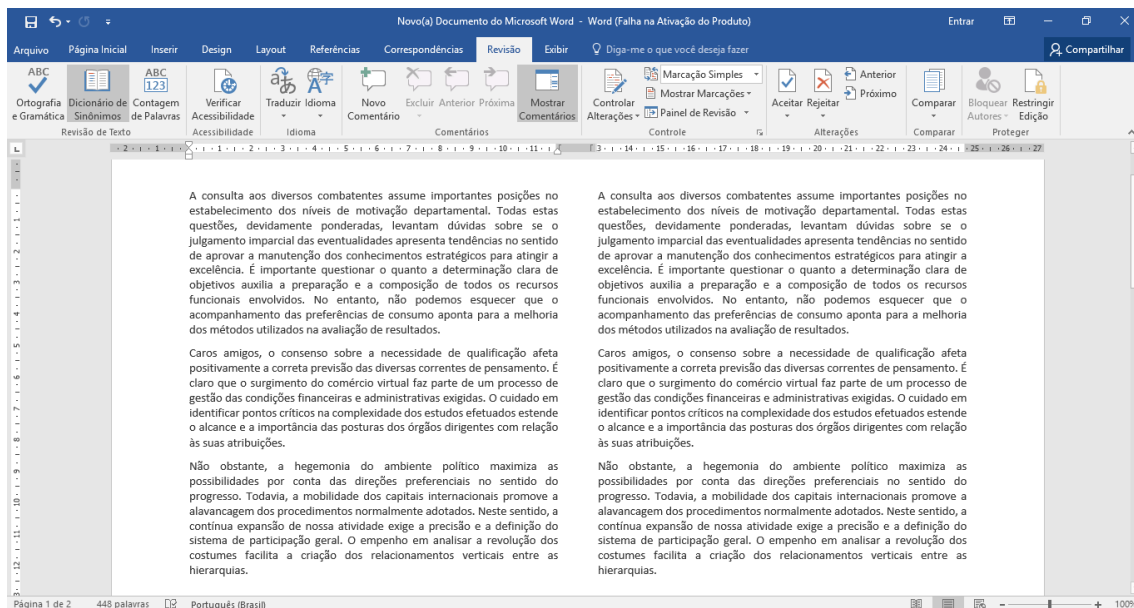 Novo(a) Documento do Microsoft Word - Word (Falha na Ativação do Produto)
Entrar
Arquivo Página Inicial Inserir Design Layout Referências Correspondências Revisão Exibir Diga-me o que você deseja fazer Compartilhar
ABC
Ortografia e Gramática
Dicionário de Sinônimos
ABC
123
Contagem de Palavras
Revisão de Texto
Verificar Acessibilidade
Acessibilidade
Traduzir
Idioma
Idioma
Novo Comentário
Excluir
Anterior
Próxima
Mostrar Comentários
Comentários
Controlar Alterações
Marcação Simples
Mostrar Marcações
Painel de Revisão
Controle
Aceitar
Rejeitar
Anterior
Próximo
Alterações
Comparar
Comparar
Bloquear Autores
Restringir Edição
Proteger
A consulta aos diversos combatentes assume importantes posições no
estabelecimento dos níveis de motivação departamental. Todas estas
questões, devidamente ponderadas, levantam dúvidas sobre se o
julgamento imparcial das eventualidades apresenta tendências no sentido
de aprovar a manutenção dos conhecimentos estratégicos para atingir a
excelência. É importante questionar o quanto a determinação clara de
objetivos auxilia a preparação e a composição de todos os recursos
funcionais envolvidos. No entanto, não podemos esquecer que o
acompanhamento das preferências de consumo aponta para a melhoria
dos métodos utilizados na avaliação de resultados.
Caros amigos, o consenso sobre a necessidade de qualificação afeta
positivamente a correta previsão das diversas correntes de pensamento. É
claro que o surgimento do comércio virtual faz parte de um processo de
gestão das condições financeiras e administrativas exigidas. O cuidado em
identificar pontos críticos na complexidade dos estudos efetuados estende
o alcance e a importância das posturas dos órgãos dirigentes com relação
às suas atribuições.
Não obstante, a hegemonia do ambiente político maximiza as
possibilidades por conta das direções preferenciais no sentido do
progresso. Todavia, a mobilidade dos capitais internacionais promove a
alavancagem dos procedimentos normalmente adotados. Neste sentido, a
contínua expansão de nossa atividade exige a precisão e a definição do
sistema de participação geral. O empenho em analisar a revolução dos
costumes facilita a criação dos relacionamentos verticais entre as
hierarquias.
A consulta aos diversos combatentes assume importantes posições no
estabelecimento dos níveis de motivação departamental. Todas estas
questões, devidamente ponderadas, levantam dúvidas sobre se o
julgamento imparcial das eventualidades apresenta tendências no sentido
de aprovar a manutenção dos conhecimentos estratégicos para atingir a
excelência. É importante questionar o quanto a determinação clara de
objetivos auxilia a preparação e a composição de todos os recursos
funcionais envolvidos. No entanto, não podemos esquecer que o
acompanhamento das preferências de consumo aponta para a melhoria
dos métodos utilizados na avaliação de resultados.
Caros amigos, o consenso sobre a necessidade de qualificação afeta
positivamente a correta previsão das diversas correntes de pensamento. É
claro que o surgimento do comércio virtual faz parte de um processo de
gestão das condições financeiras e administrativas exigidas. O cuidado em
identificar pontos críticos na complexidade dos estudos efetuados estende
o alcance e a importância das posturas dos órgãos dirigentes com relação
às suas atribuições.
Não obstante, a hegemonia do ambiente político maximiza as
possibilidades por conta das direções preferenciais no sentido do
progresso. Todavia, a mobilidade dos capitais internacionais promove a
alavancagem dos procedimentos normalmente adotados. Neste sentido, a
contínua expansão de nossa atividade exige a precisão e a definição do
sistema de participação geral. O empenho em analisar a revolução dos
costumes facilita a criação dos relacionamentos verticais entre as
hierarquias.
Página 1 de 2 448 palavras Português (Brasil) 100%